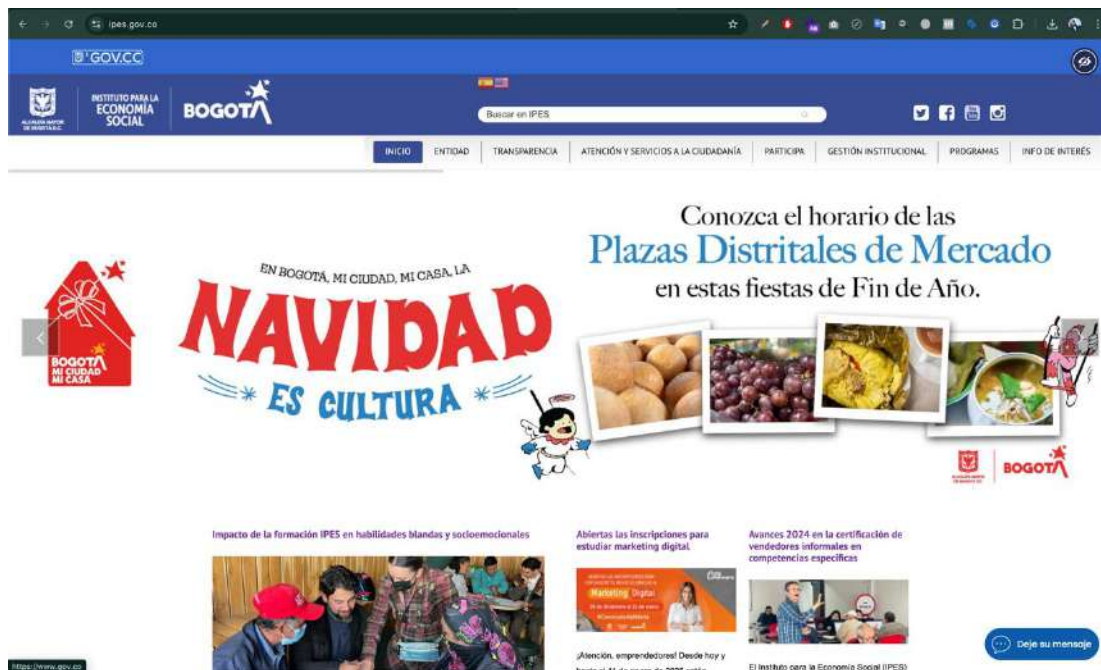 ipes.gov.co
GOV.CC
INSTITUTO PARA LA
ECONOMÍA
SOCIAL
BOGOTÁ
Buscar en IPES
INICIO
ENTIDAD
TRANSPARENCIA
ATENCIÓN Y SERVICIOS A LA CIUDADANÍA
PARTICIPA
GESTIÓN INSTITUCIONAL
PROGRAMAS
INFO DE INTERÉS
BOGOTÁ
MI CIUDAD
MI CASA
EN BOGOTÁ, MI CIUDAD, MI CASA, LA
NAVIDAD
ES CULTURA
Conozca el horario de las
Plazas Distritales de Mercado
en estas fiestas de Fin de Año.
BOGOTÁ
Impacto de la formación IPES en habilidades blandas y socioemocionales
Abiertas las inscripciones para
estudiar marketing digital
Marketing Digital
¡Atención, emprendedores! Desde hoy y
Avances 2024 en la certificación de
vendedores informales en
competencias específicas
El Instituto para la Economía Social (IPES)
Deje su mensaje
https://www.gov.co